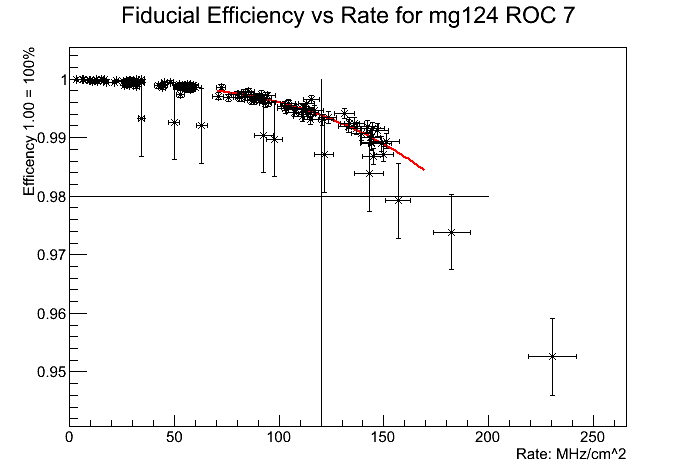 Fiducial Efficiency vs Rate for mg124 ROC 7
Efficency 1.00 = 100%
1
0.99
0.98
0.97
0.96
0.95
0 50 100 150 200 250
Rate: MHz/cm^2